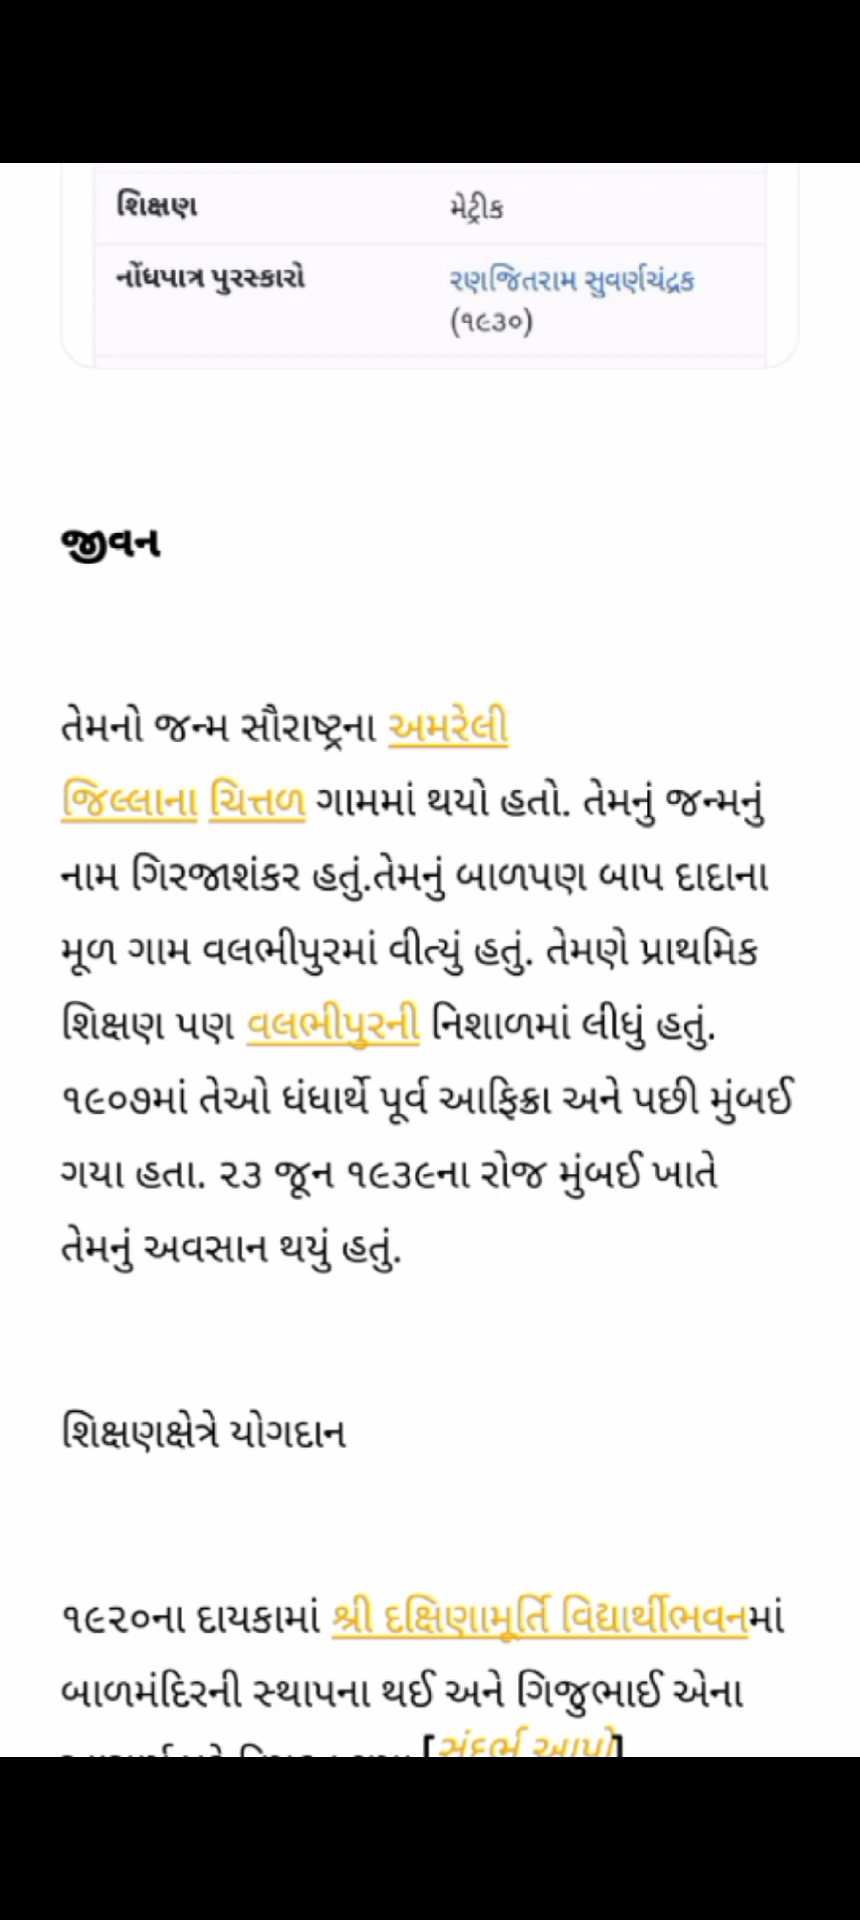 શિક્ષણ મેટ્રીક
નોંધપાત્ર પુરસ્કારો રણજિતરામ સુવર્ણચંદ્રક
(૧૯૩૦)
જીવન
તેમનો જન્મ સૌરાષ્ટ્રના અમરેલી
જિલ્લાના ચિત્તળ ગામમાં થયો હતો. તેમનું જન્મનું
નામ ગિરજાશંકર હતું.તેમનું બાળપણ બાપ દાદાના
મૂળ ગામ વલભીપુરમાં વીત્યું હતું. તેમણે પ્રાથમિક
શિક્ષણ પણ વલભીપુરની નિશાળમાં લીધું હતું.
૧૯૦૭માં તેઓ ધંધાર્થે પૂર્વ આફ્રિકા અને પછી મુંબઈ
ગયા હતા. ૨૩ જૂન ૧૯૩૯ના રોજ મુંબઈ ખાતે
તેમનું અવસાન થયું હતું.
શિક્ષણક્ષેત્રે યોગદાન
૧૯૨૦ના દાયકામાં શ્રી દક્ષિણામૂર્તિ વિદ્યાર્થીભવનમાં
બાળમંદિરની સ્થાપના થઈ અને ગિજુભાઈ એના
[સંદર્ભ આપો]